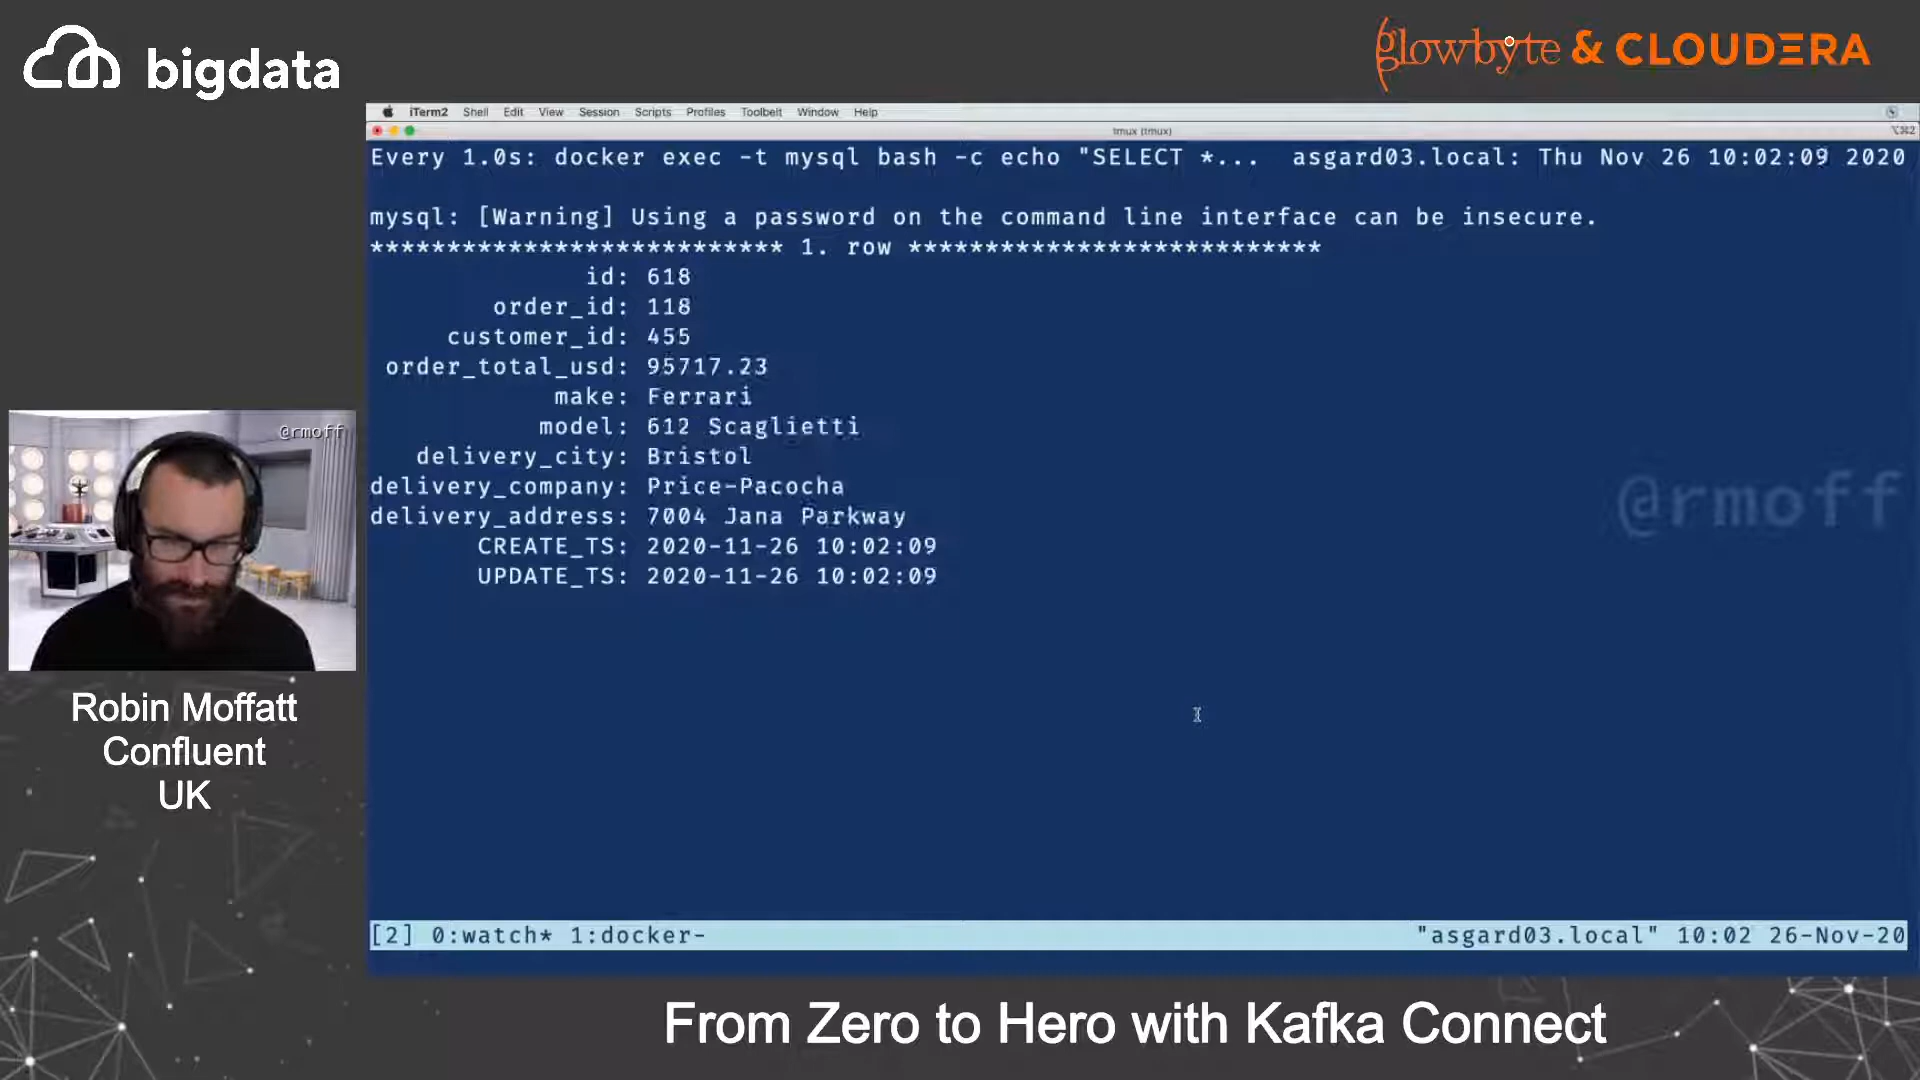 bigdata
glowbyte & CLOUDERA
iTerm2 Shell Edit View Session Scripts Profiles Toolbelt Window Help
tmux (tmux)
⌥⌘2
Every 1.0s: docker exec -t mysql bash -c echo "SELECT *... asgard03.local: Thu Nov 26 10:02:09 2020
mysql: [Warning] Using a password on the command line interface can be insecure.
*************************** 1. row ***************************
id: 618
order_id: 118
customer_id: 455
order_total_usd: 95717.23
make: Ferrari
model: 612 Scaglietti
delivery_city: Bristol
delivery_company: Price-Pacocha
delivery_address: 7004 Jana Parkway
CREATE_TS: 2020-11-26 10:02:09
UPDATE_TS: 2020-11-26 10:02:09
@rmoff
@rmoff
Robin Moffatt
Confluent
UK
[2] 0:watch* 1:docker- "asgard03.local" 10:02 26-Nov-20
From Zero to Hero with Kafka Connect